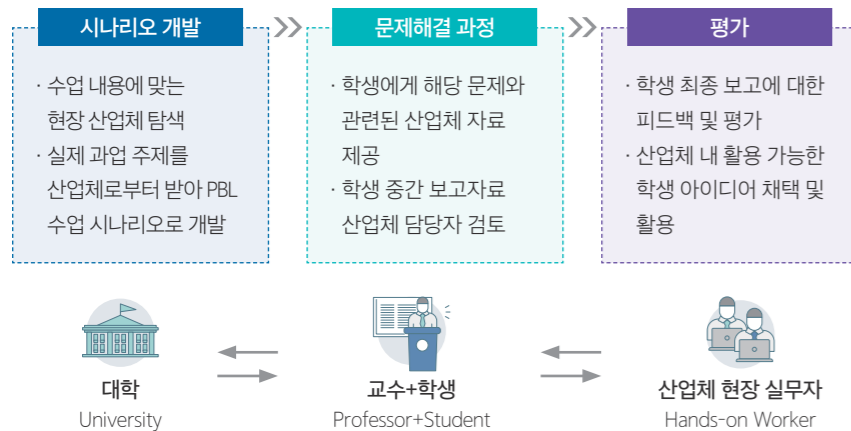 시나리오 개발
· 수업 내용에 맞는
현장 산업체 탐색
· 실제 과업 주제를
산업체로부터 받아 PBL
수업 시나리오로 개발
문제해결 과정
· 학생에게 해당 문제와
관련된 산업체 자료
제공
· 학생 중간 보고자료
산업체 담당자 검토
평가
· 학생 최종 보고에 대한
피드백 및 평가
· 산업체 내 활용 가능한
학생 아이디어 채택 및
활용
대학
University
교수+학생
Professor+Student
산업체 현장 실무자
Hands-on Worker